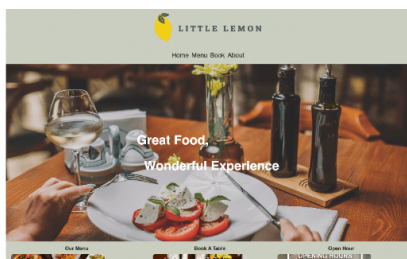 LITTLE LEMON
Home Menu Book About
Great Food,
Wonderful Experience
Our Menu Book A Table Open Hour
OPENING HOURS